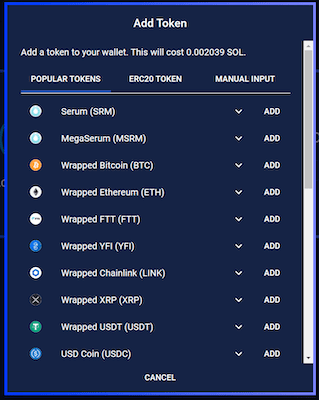 Add Token
Add a token to your wallet. This will cost 0.002039 SOL.
POPULAR TOKENS ERC20 TOKEN MANUAL INPUT
Serum (SRM) ADD
MegaSerum (MSRM) ADD
Wrapped Bitcoin (BTC) ADD
Wrapped Ethereum (ETH) ADD
Wrapped FTT (FTT) ADD
Wrapped YFI (YFI) ADD
Wrapped Chainlink (LINK) ADD
Wrapped XRP (XRP) ADD
Wrapped USDT (USDT) ADD
USD Coin (USDC) ADD
CANCEL